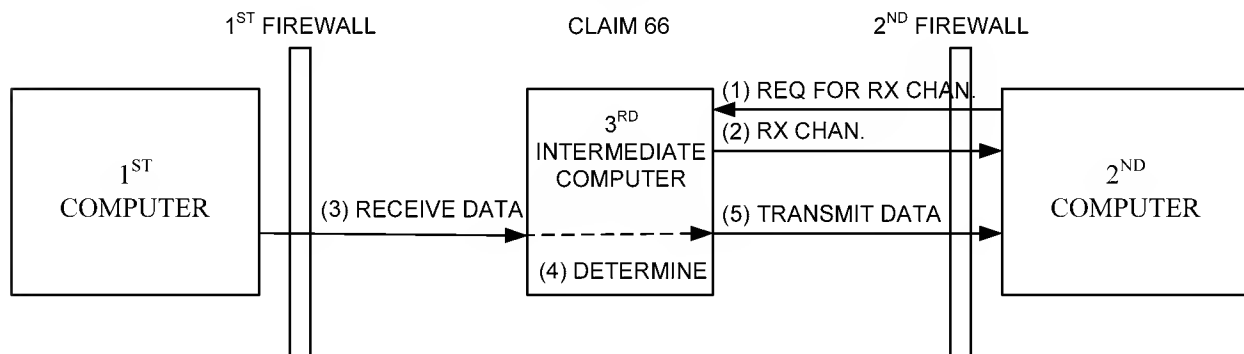 1ST FIREWALL
CLAIM 66
2ND FIREWALL
1ST
COMPUTER
(3) RECEIVE DATA
3RD
INTERMEDIATE
COMPUTER
(4) DETERMINE
(1) REQ FOR RX CHAN.
(2) RX CHAN.
(5) TRANSMIT DATA
2ND
COMPUTER